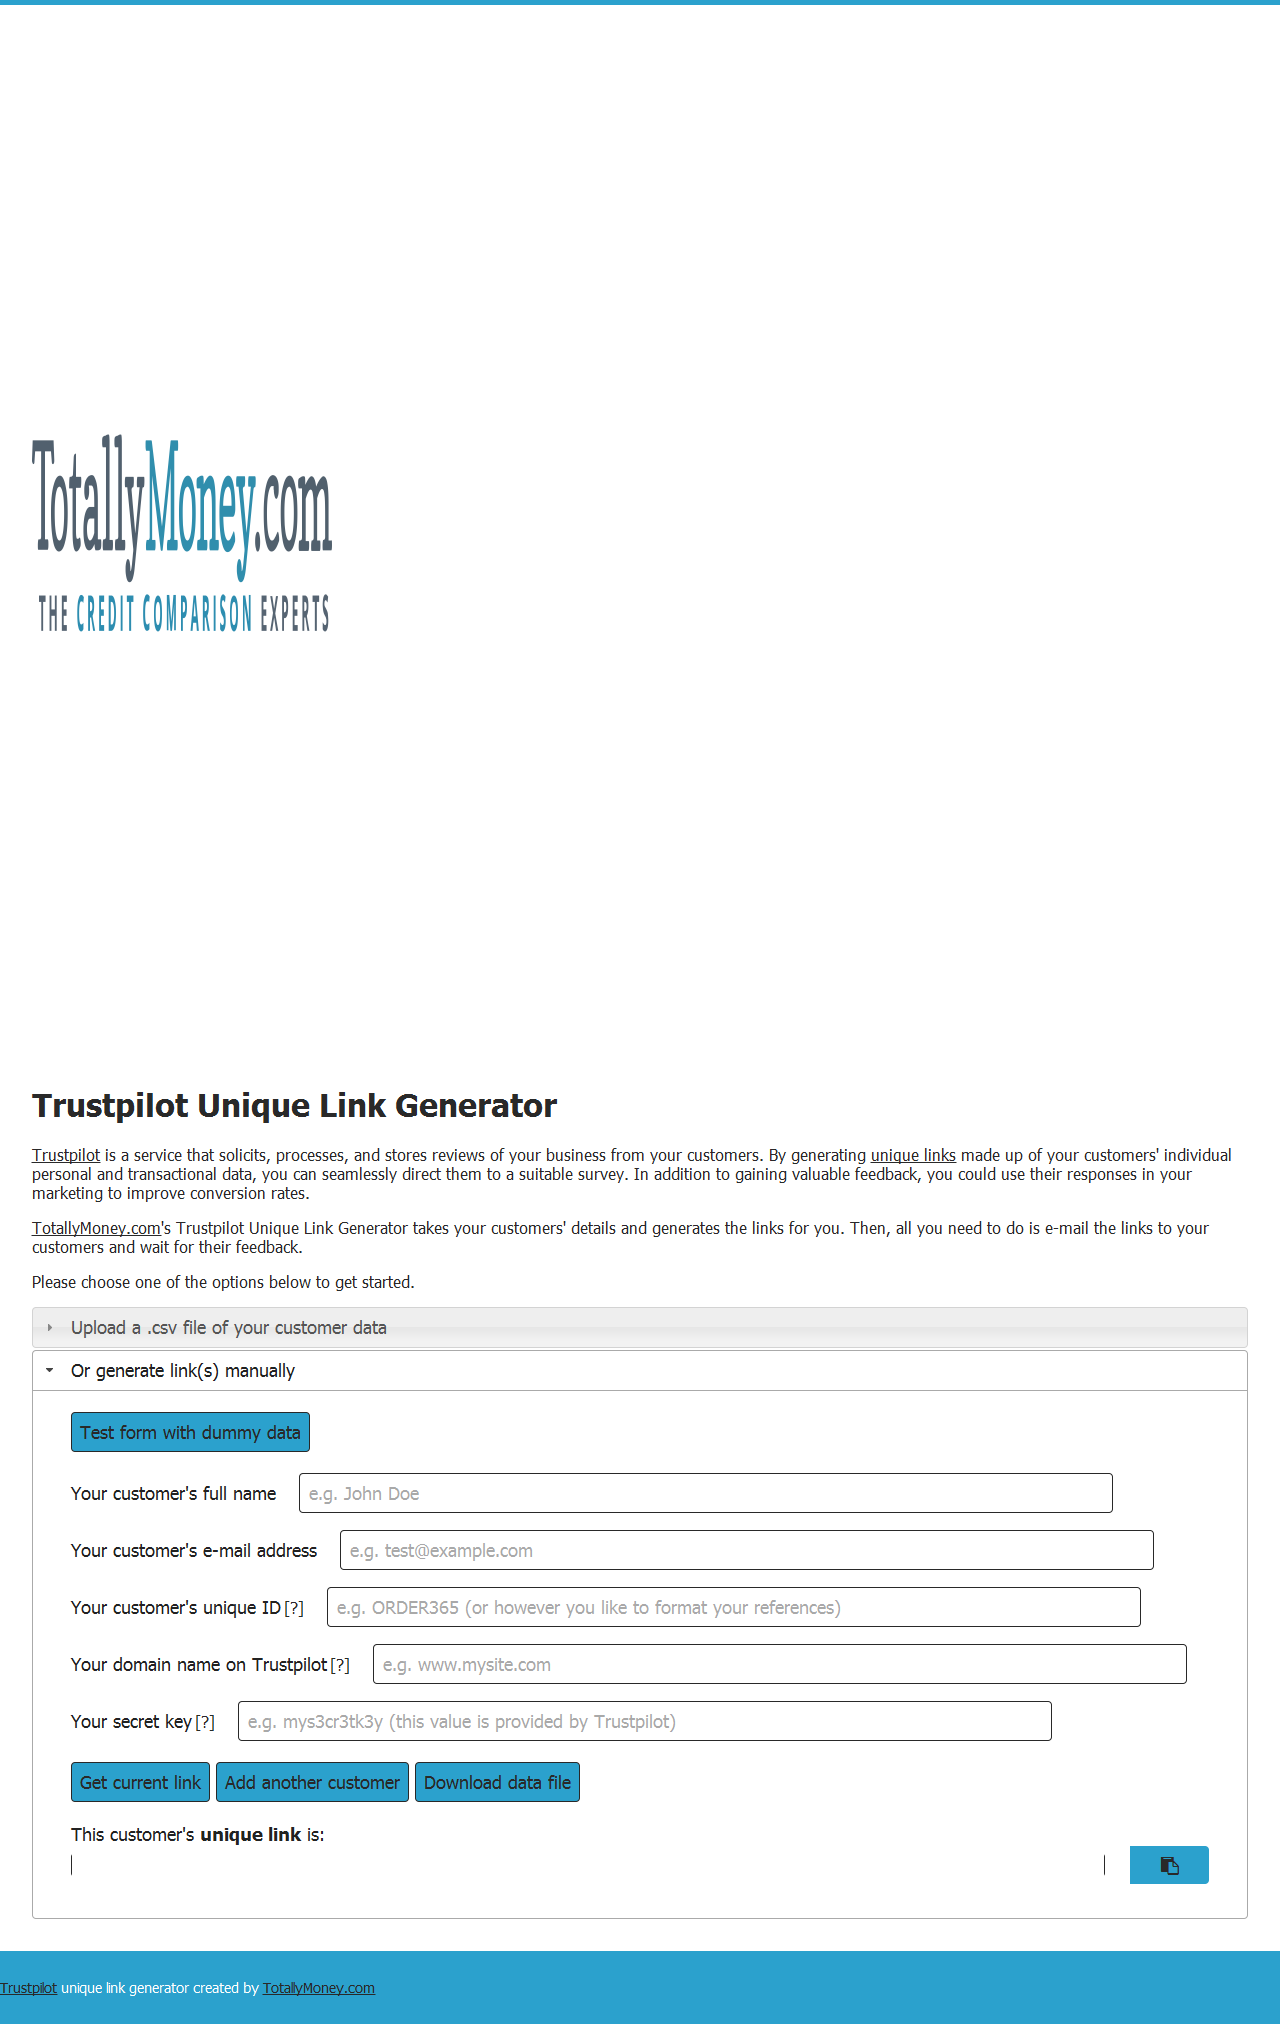 TotallyMoney.com
THE CREDIT COMPARISON EXPERTS
Trustpilot Unique Link Generator
Trustpilot is a service that solicits, processes, and stores reviews of your business from your customers. By generating unique links made up of your customers' individual
personal and transactional data, you can seamlessly direct them to a suitable survey. In addition to gaining valuable feedback, you could use their responses in your
marketing to improve conversion rates.
TotallyMoney.com's Trustpilot Unique Link Generator takes your customers' details and generates the links for you. Then, all you need to do is e-mail the links to your
customers and wait for their feedback.
Please choose one of the options below to get started.
Upload a .csv file of your customer data
Or generate link(s) manually
Test form with dummy data
Your customer's full name e.g. John Doe
Your customer's e-mail address e.g. test@example.com
Your customer's unique ID [?] e.g. ORDER365 (or however you like to format your references)
Your domain name on Trustpilot [?] e.g. www.mysite.com
Your secret key [?] e.g. mys3cr3tk3y (this value is provided by Trustpilot)
Get current link Add another customer Download data file
This customer's unique link is:
Trustpilot unique link generator created by TotallyMoney.com